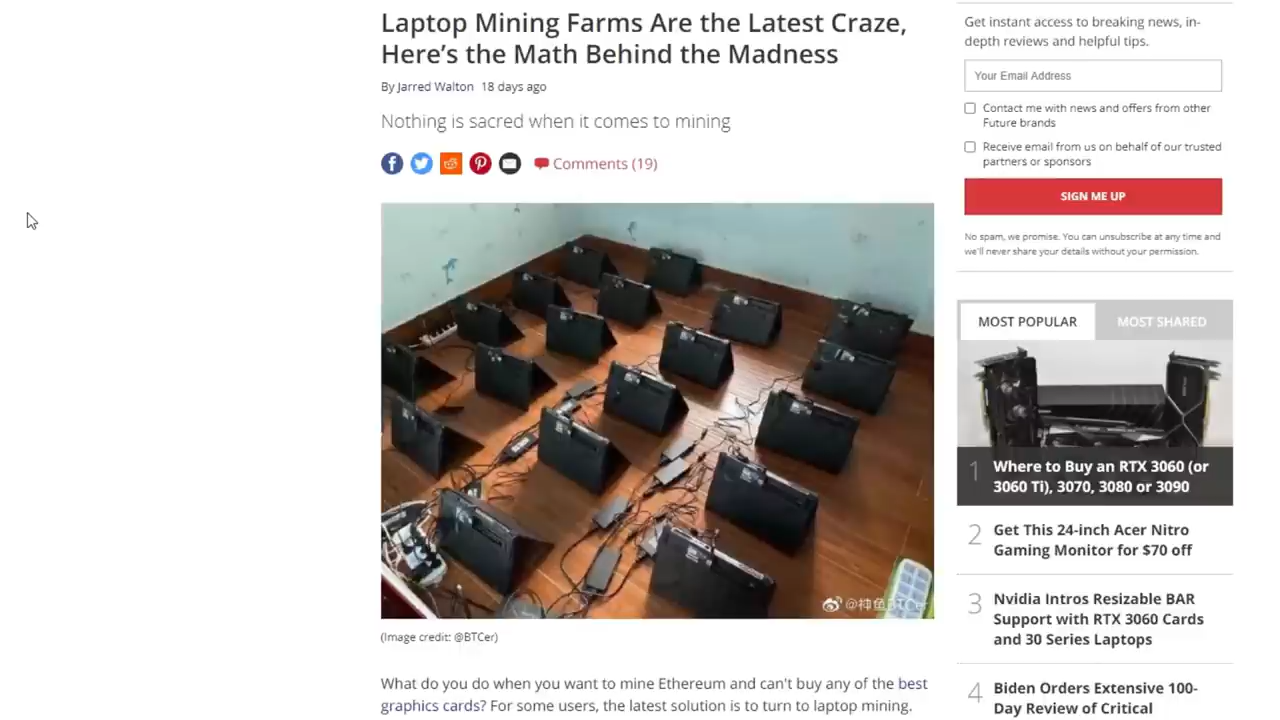 Laptop Mining Farms Are the Latest Craze,
Here’s the Math Behind the Madness
By Jarred Walton 18 days ago
Nothing is sacred when it comes to mining
Comments (19)
@神鱼BTCer
(Image credit: @BTCer)
What do you do when you want to mine Ethereum and can't buy any of the best
graphics cards? For some users, the latest solution is to turn to laptop mining.
Get instant access to breaking news, in-
depth reviews and helpful tips.
Your Email Address
Contact me with news and offers from other
Future brands
Receive email from us on behalf of our trusted
partners or sponsors
SIGN ME UP
No spam, we promise. You can unsubscribe at any time and
we'll never share your details without your permission.
MOST POPULAR
MOST SHARED
1 Where to Buy an RTX 3060 (or
3060 Ti), 3070, 3080 or 3090
2 Get This 24-inch Acer Nitro
Gaming Monitor for $70 off
3 Nvidia Intros Resizable BAR
Support with RTX 3060 Cards
and 30 Series Laptops
4 Biden Orders Extensive 100-
Day Review of Critical